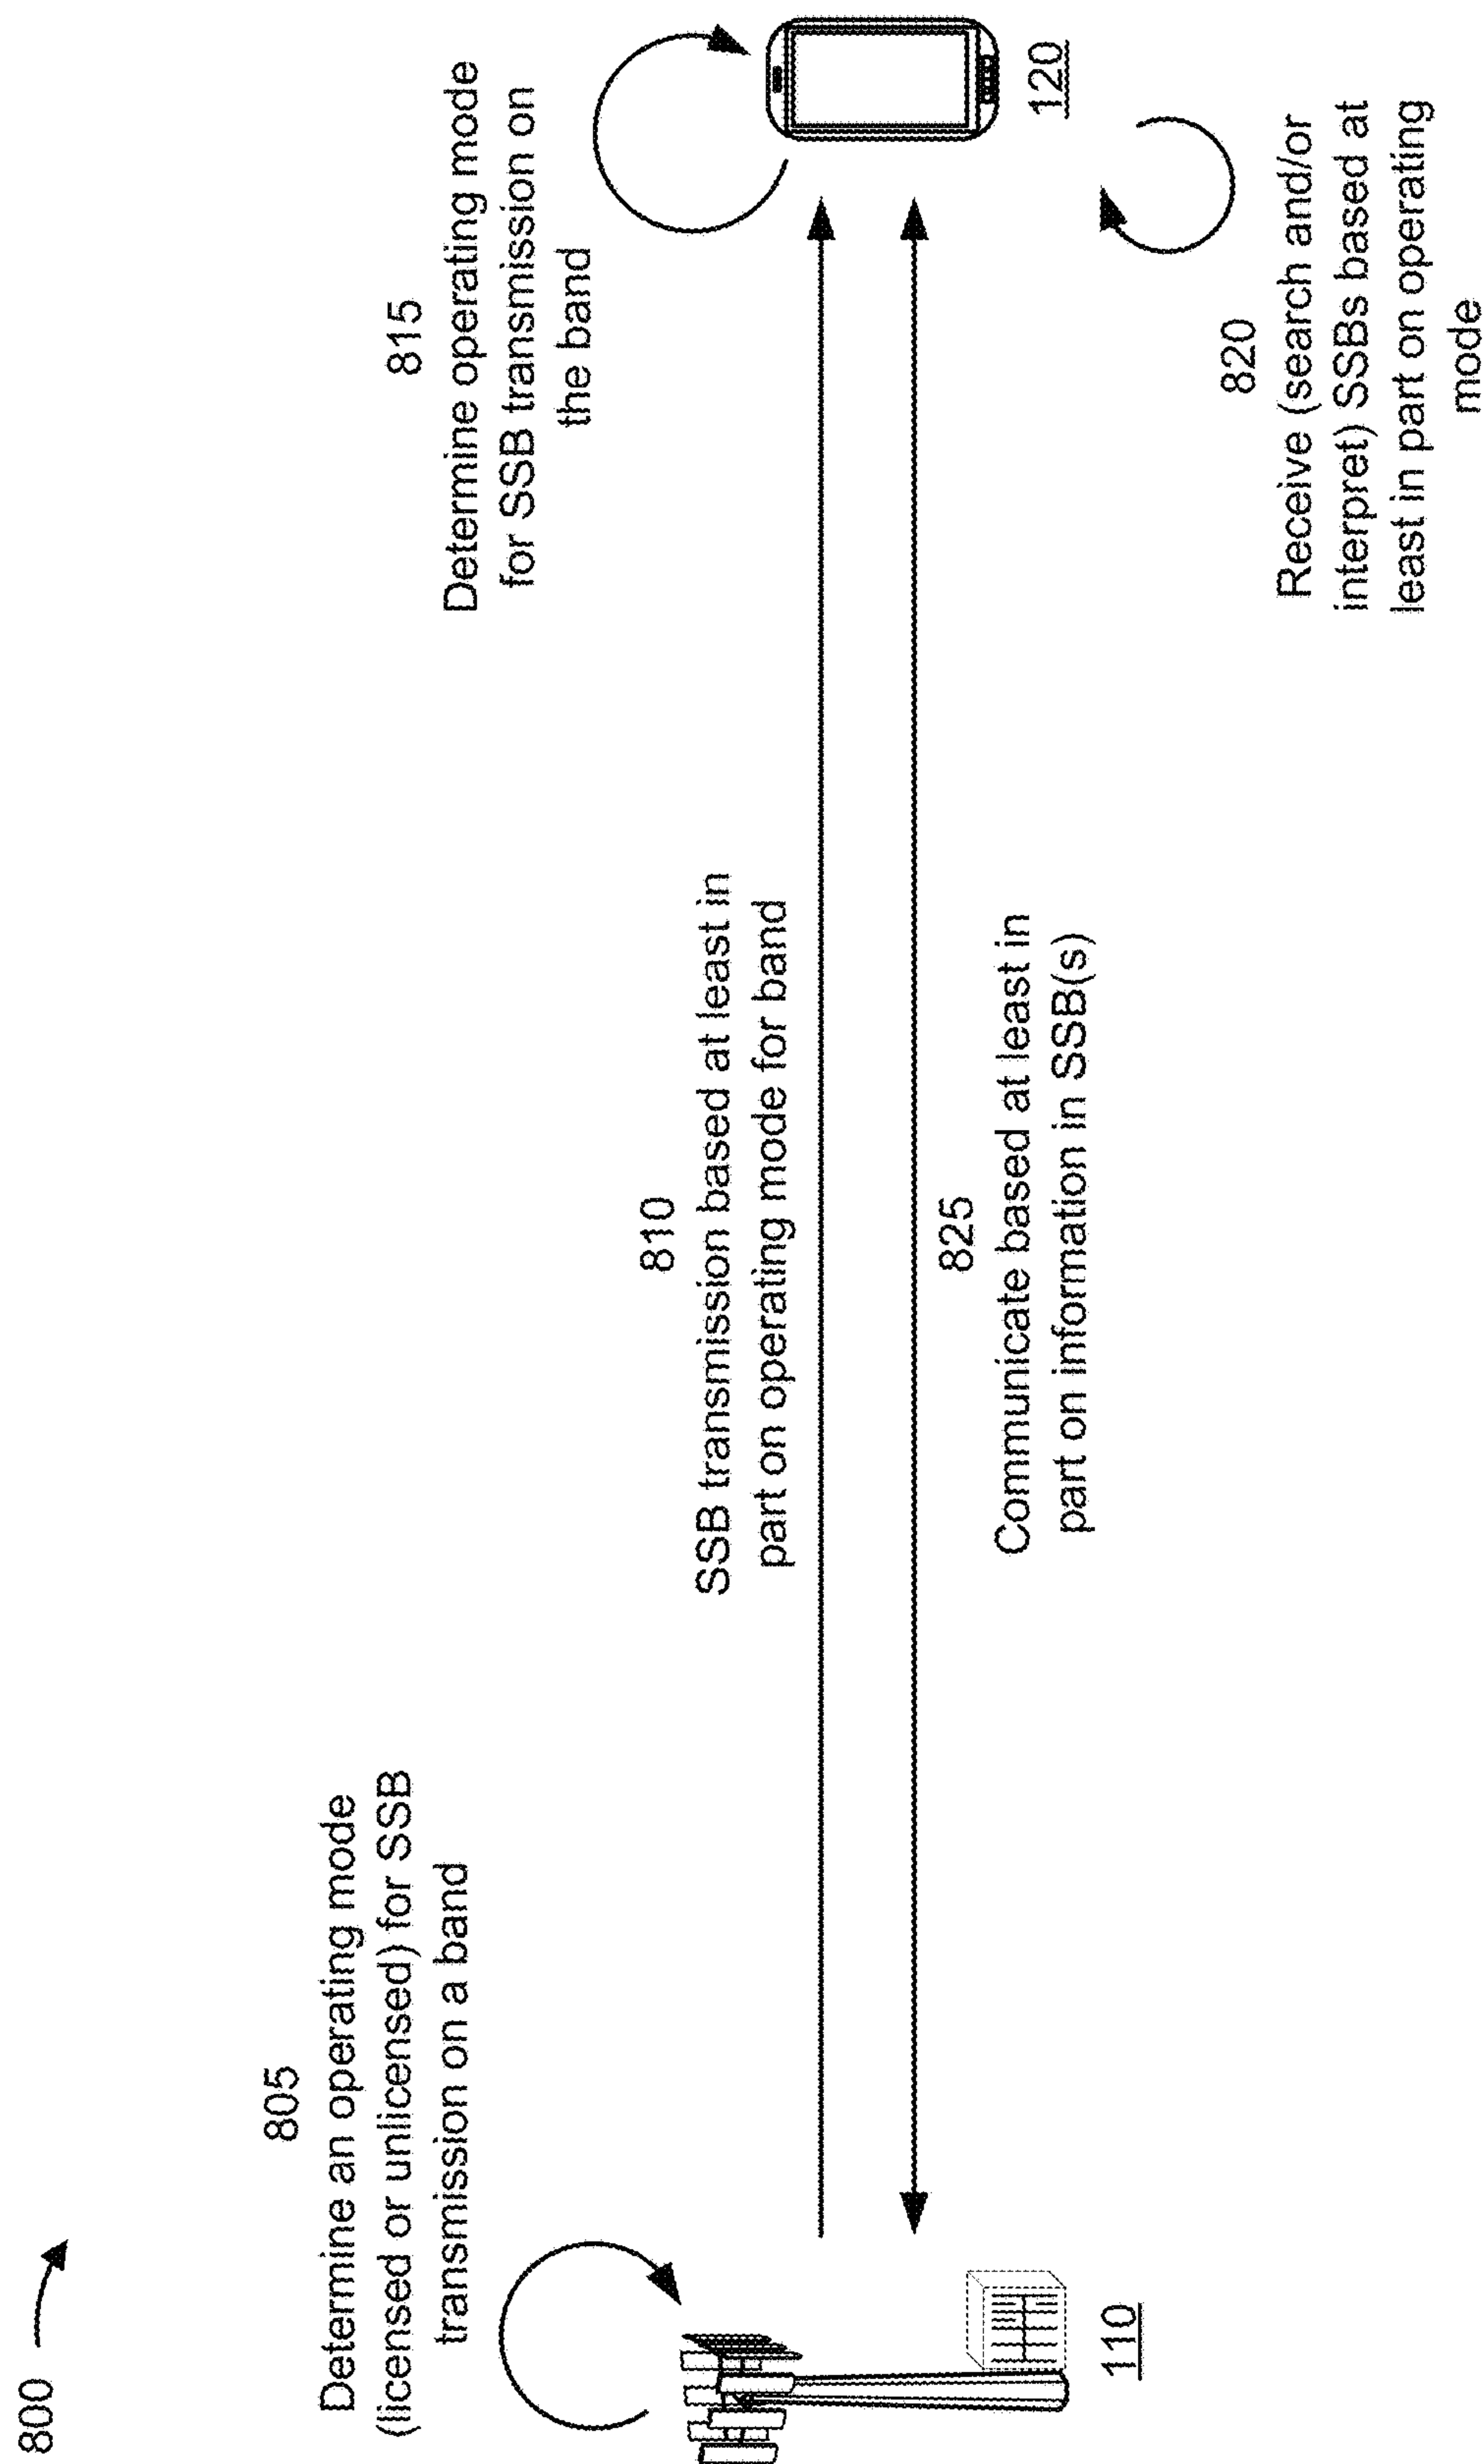 800
805
Determine an operating mode
(licensed or unlicensed) for SSB
transmission on a band
815
Determine operating mode
for SSB transmission on
the band
810
SSB transmission based at least in
part on operating mode for band
825
Communicate based at least in
part on information in SSB(s)
110
120
820
Receive (search and/or
interpret) SSBs based at
least in part on operating
mode